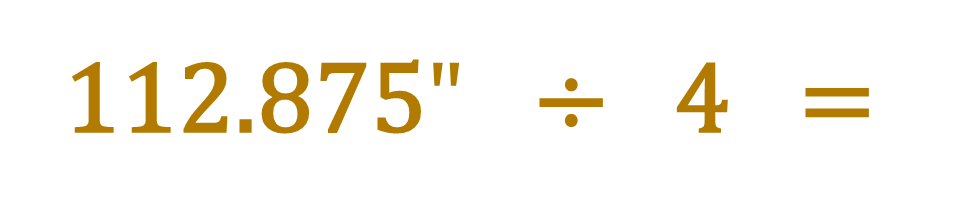 112.875" ÷ 4 =